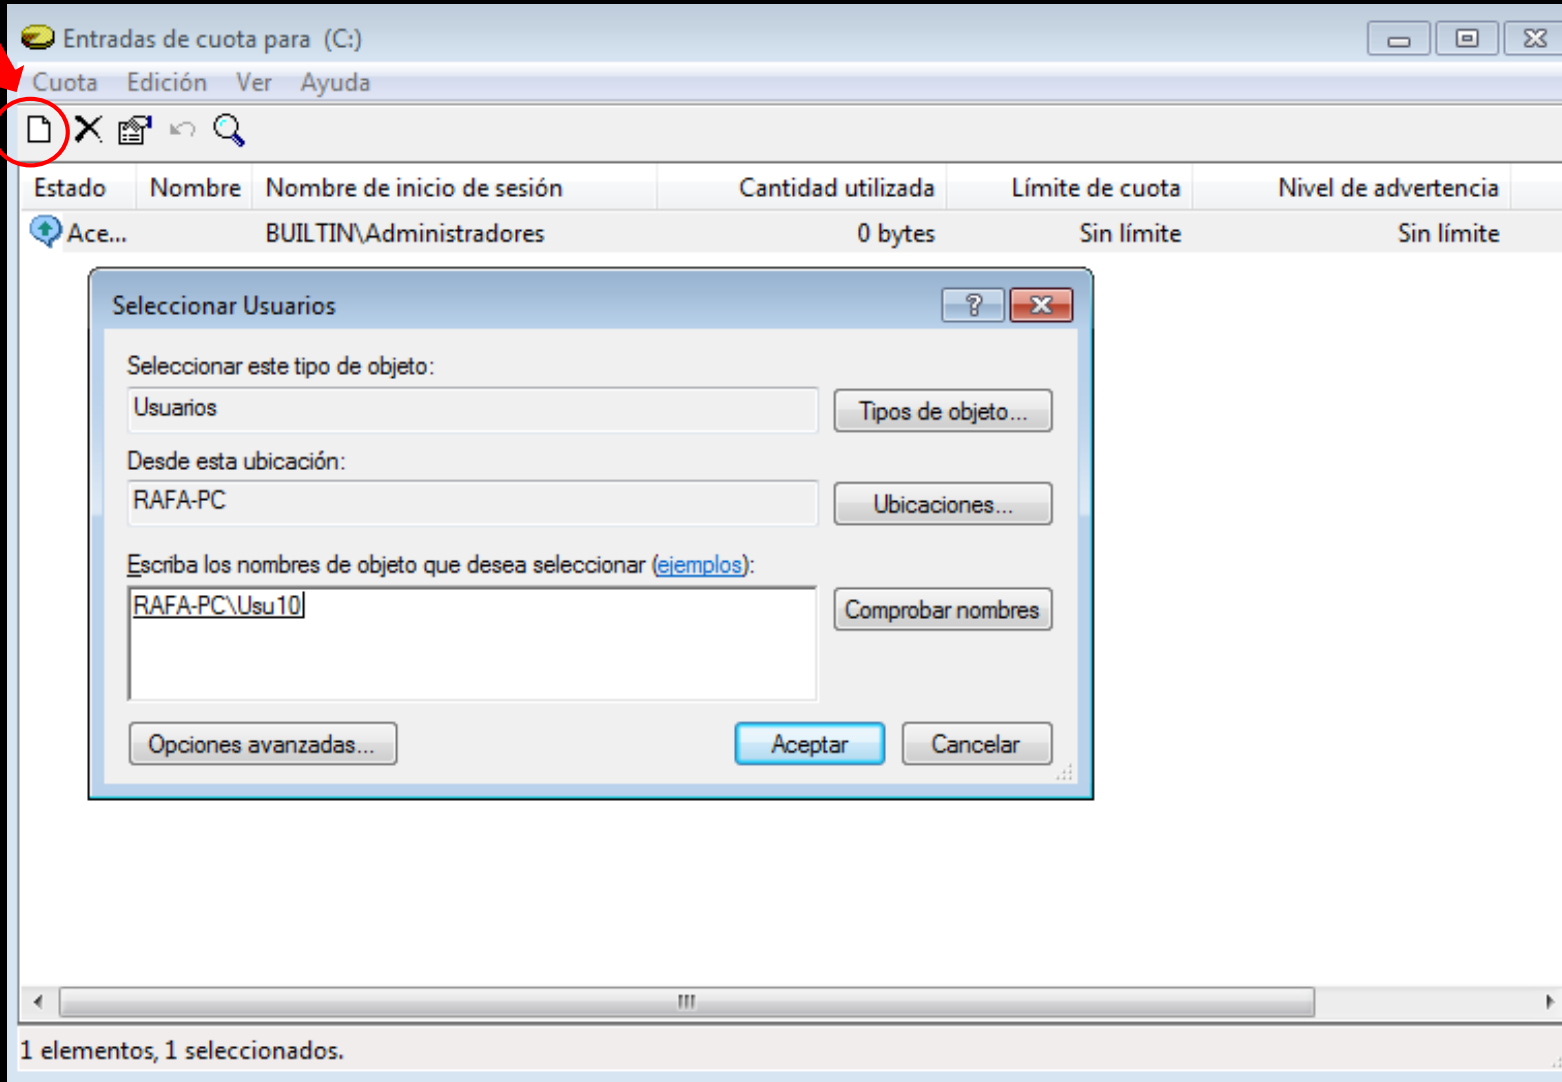 Entradas de cuota para  (C:)
Cuota Edición Ver Ayuda
Estado Nombre Nombre de inicio de sesión Cantidad utilizada Límite de cuota Nivel de advertencia
Ace... BUILTIN\Administradores 0 bytes Sin límite Sin límite
Seleccionar Usuarios
Seleccionar este tipo de objeto:
Usuarios Tipos de objeto...
Desde esta ubicación:
RAFA-PC Ubicaciones...
Escriba los nombres de objeto que desea seleccionar (ejemplos):
RAFA-PC\Usu10 Comprobar nombres
Opciones avanzadas... Aceptar Cancelar
1 elementos, 1 seleccionados.